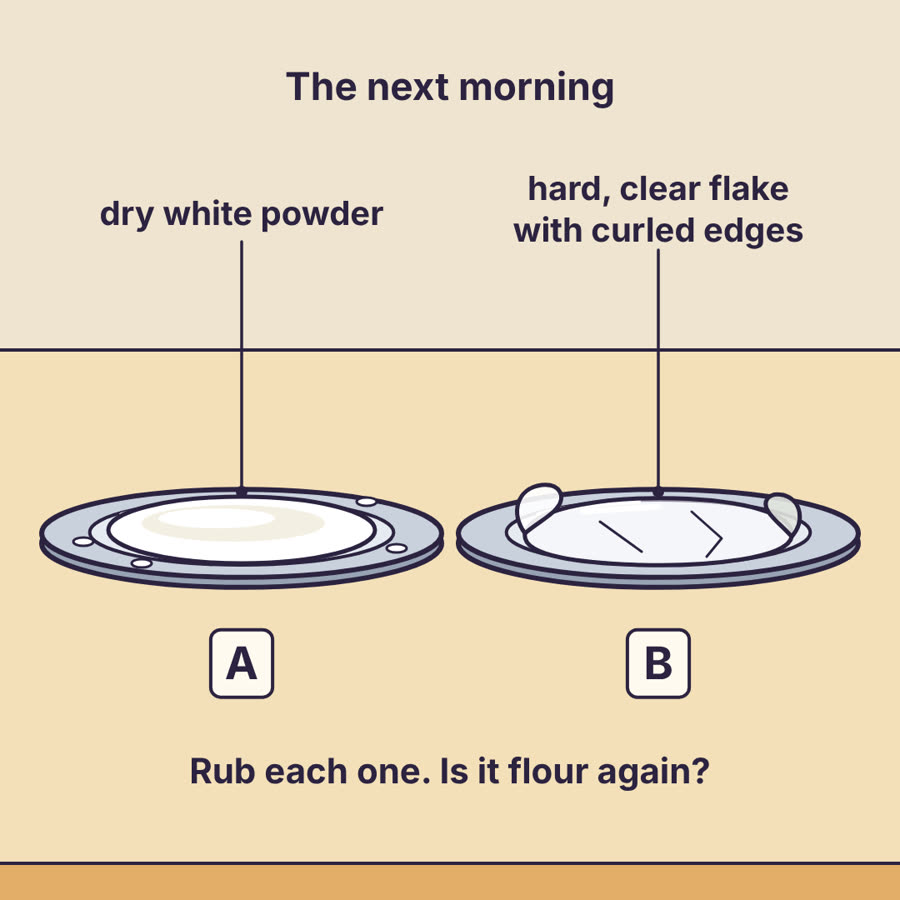 The next morning
dry white powder
hard, clear flake
with curled edges
A
B
Rub each one. Is it flour again?